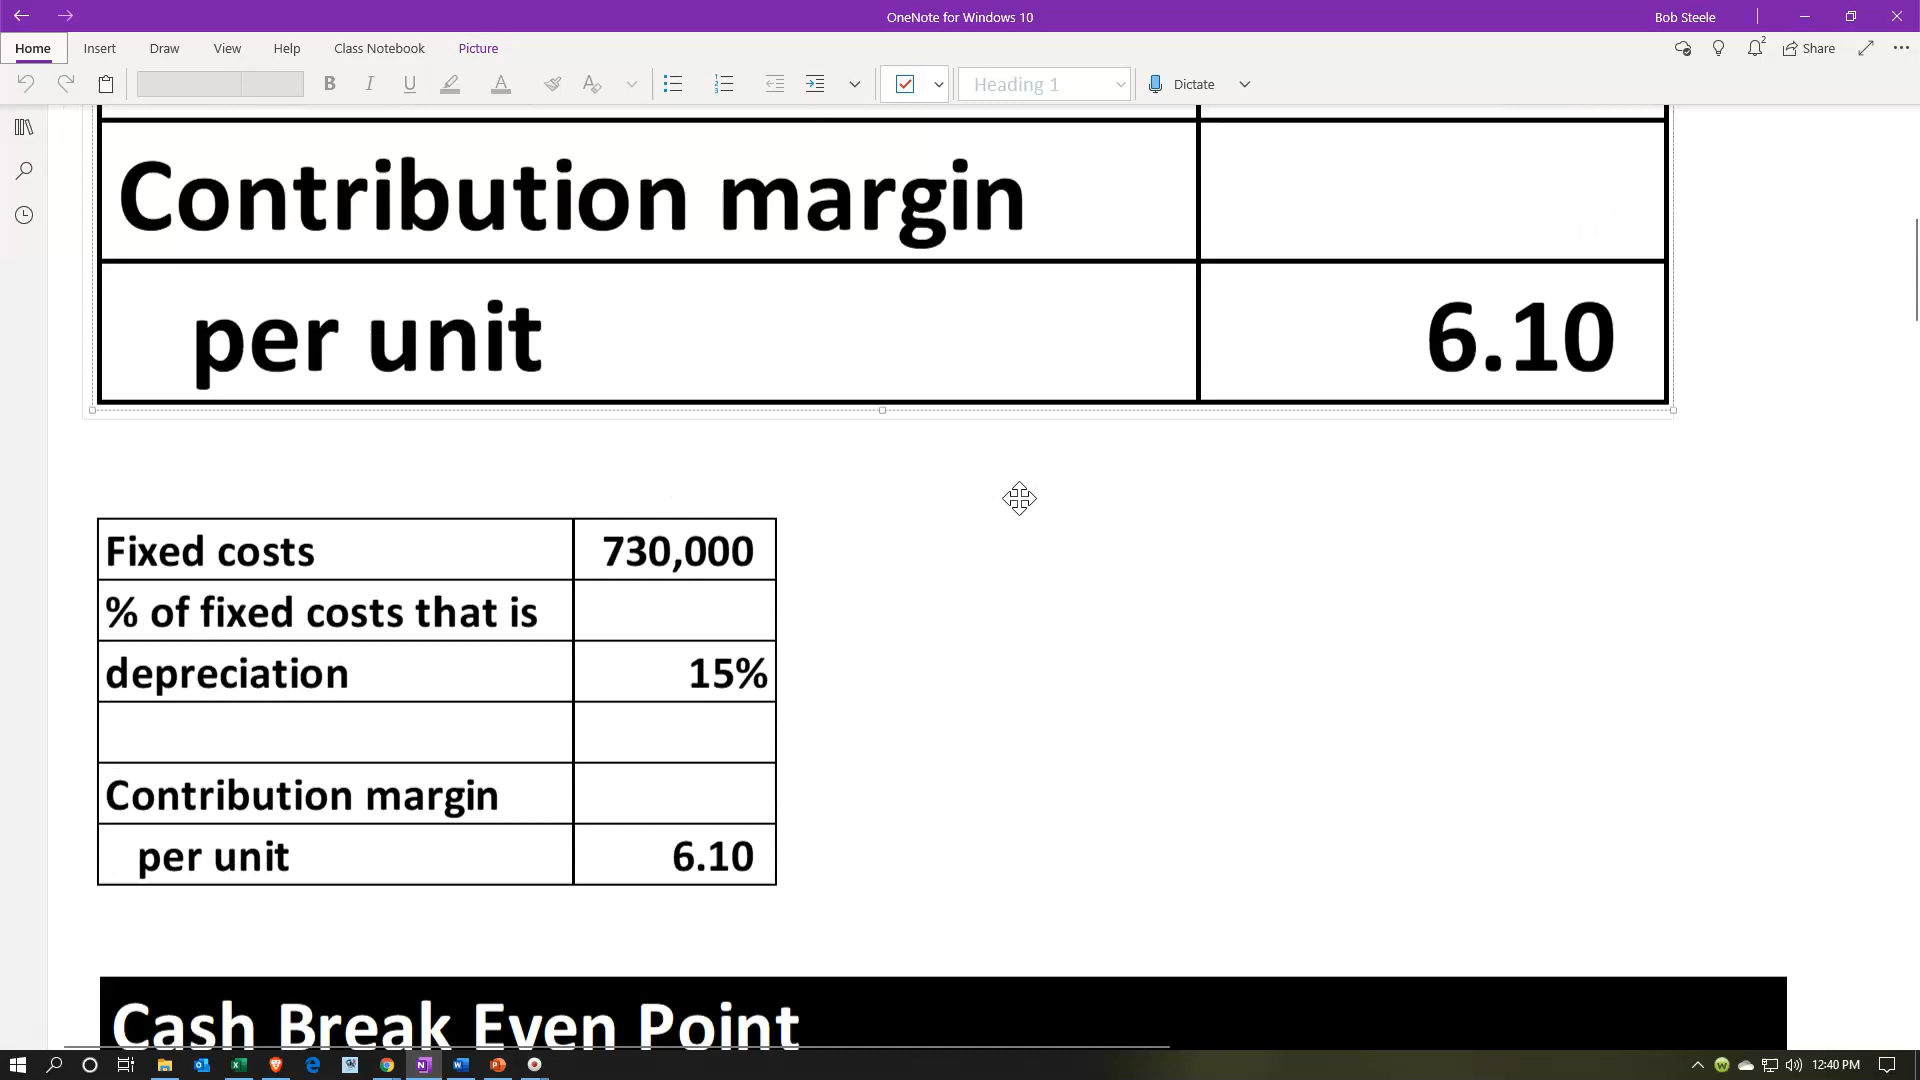 OneNote for Windows 10
Bob Steele
Home Insert Draw View Help Class Notebook Picture
2 Share
B I U A
Heading 1
Dictate
Contribution margin
per unit 6.10
Fixed costs 730,000
% of fixed costs that is
depreciation 15%
Contribution margin
per unit 6.10
Cash Break Even Point
12:40 PM